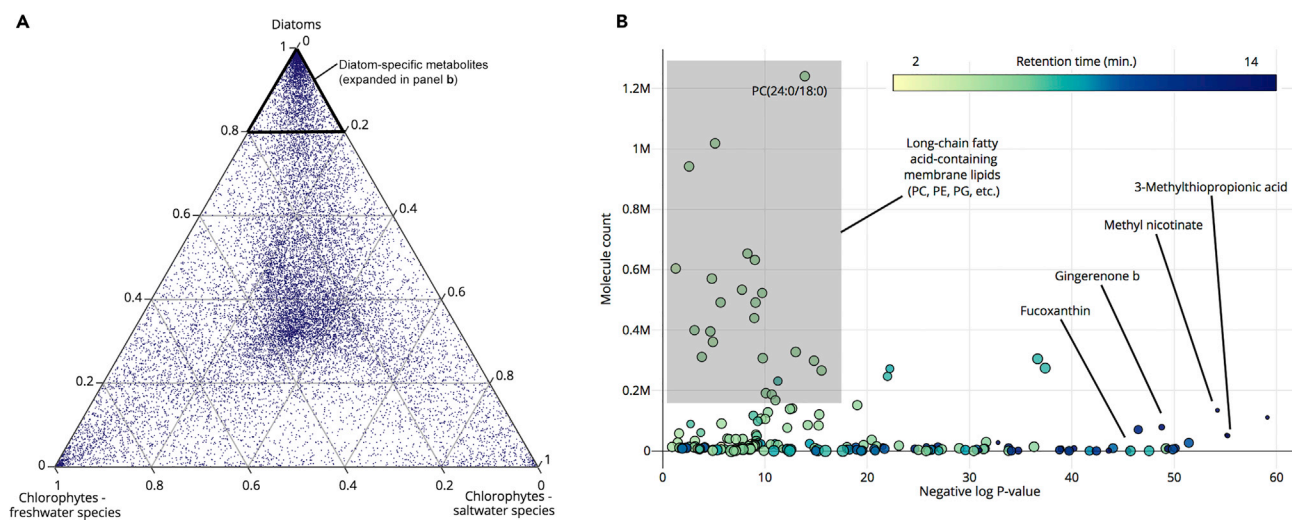 A
Diatoms
1
0
Diatom-specific metabolites
(expanded in panel b)
0.8
0.2
0.6
0.4
0.4
0.6
0.2
0.8
0
1
1
0.8
0.6
0.4
0.2
0
Chlorophytes -
freshwater species
Chlorophytes -
saltwater species
B
Molecule count
1.2M
1M
0.8M
0.6M
0.4M
0.2M
0
2
Retention time (min.)
14
PC(24:0/18:0)
Long-chain fatty
acid-containing
membrane lipids
(PC, PE, PG, etc.)
3-Methylthiopropionic acid
Methyl nicotinate
Gingerenone b
Fucoxanthin
0
10
20
30
40
50
60
Negative log P-value